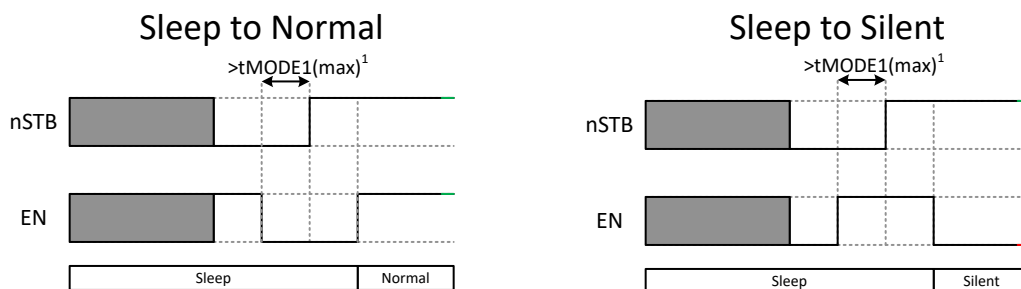 Sleep to Normal
>tMODE1(max)1
nSTB
EN
Sleep
Normal
Sleep to Silent
>tMODE1(max)1
nSTB
EN
Sleep
Silent